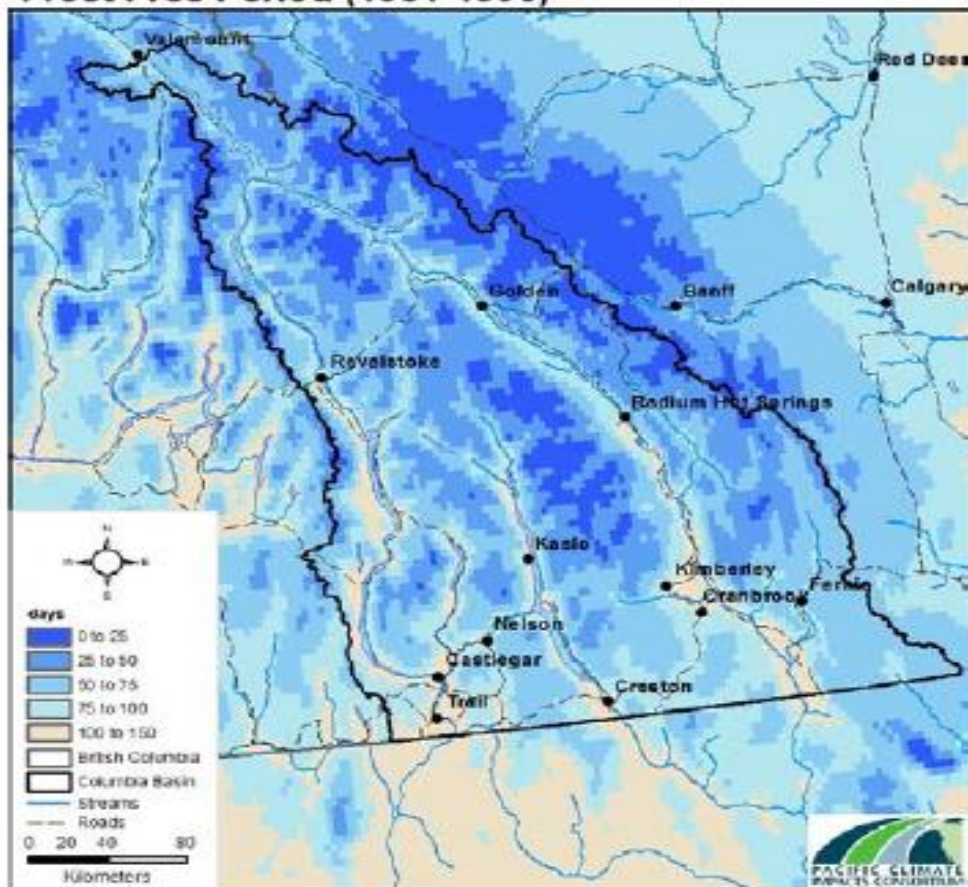 Valemount
Red Deer
Golden
Banff
Calgary
Revelstoke
Radium Hot Springs
Kaslo
Kimberley
Cranbrook
Fernie
Nelson
Castlegar
Creston
Trail
N
W E
S
days
0 to 25
25 to 50
50 to 75
75 to 100
100 to 150
British Columbia
Columbia Basin
Streams
Roads
0 20 40 80
Kilometers
PACIFIC CLIMATE
IMPACTS CONSORTIUM